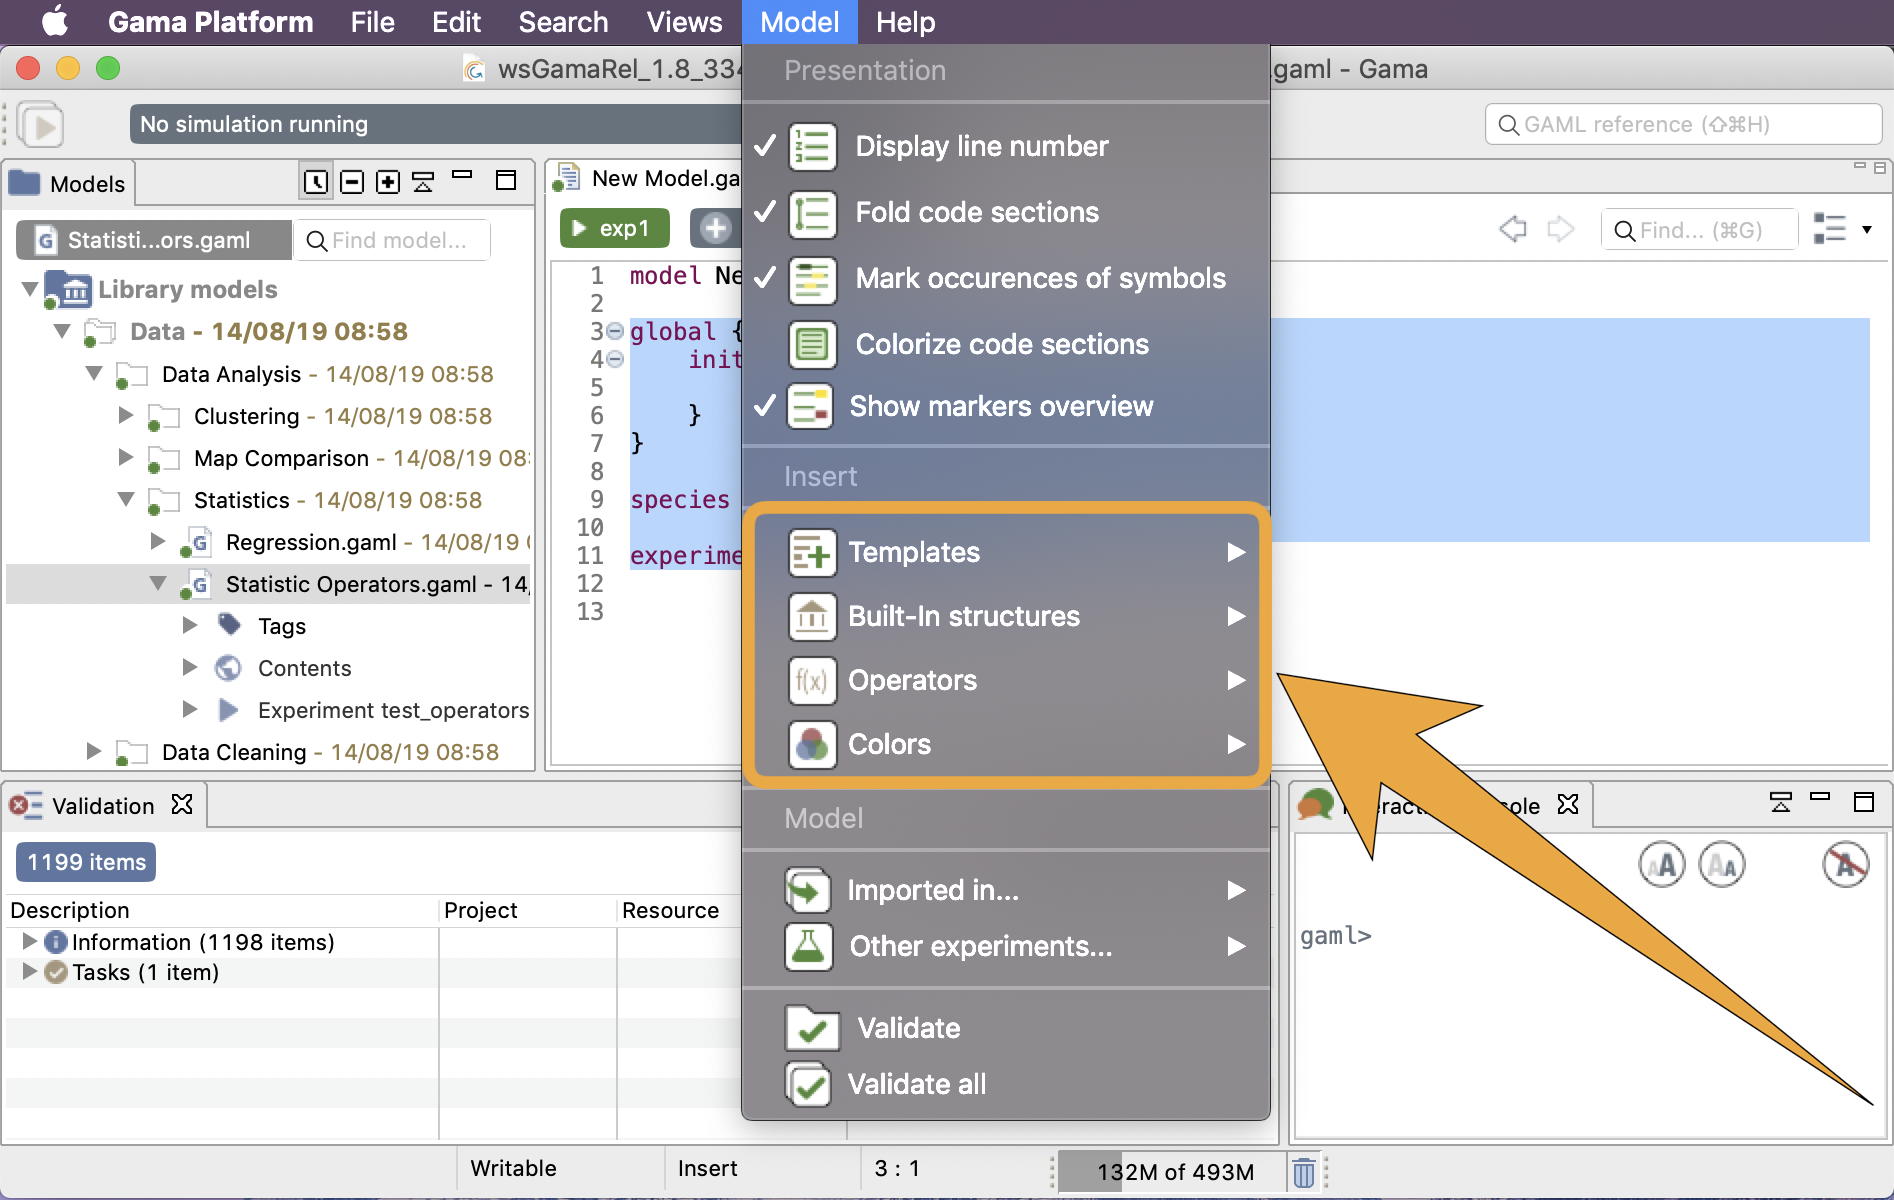 Gama Platform File Edit Search Views Model Help
wsGamaRel_1.8_334
.gaml - Gama
No simulation running
GAML reference (⇧⌘H)
Models
Statisti...ors.gaml
Find model...
Library models
Data - 14/08/19 08:58
Data Analysis - 14/08/19 08:58
Clustering - 14/08/19 08:58
Map Comparison - 14/08/19 08:
Statistics - 14/08/19 08:58
Regression.gaml - 14/08/19
Statistic Operators.gaml - 14/
Tags
Contents
Experiment test_operators
Data Cleaning - 14/08/19 08:58
New Model.ga
exp1
Find... (⌘G)
1 model Ne
2
3 global {
4 init
5
6 }
7 }
8
9 species
10
11 experime
12
13
Presentation
Display line number
Fold code sections
Mark occurences of symbols
Colorize code sections
Show markers overview
Insert
Templates
Built-In structures
f(x) Operators
Colors
Model
Imported in...
Other experiments...
Validate
Validate all
Validation
1199 items
Description Project Resource
Information (1198 items)
Tasks (1 item)
gaml>
Writable Insert 3 : 1 132M of 493M